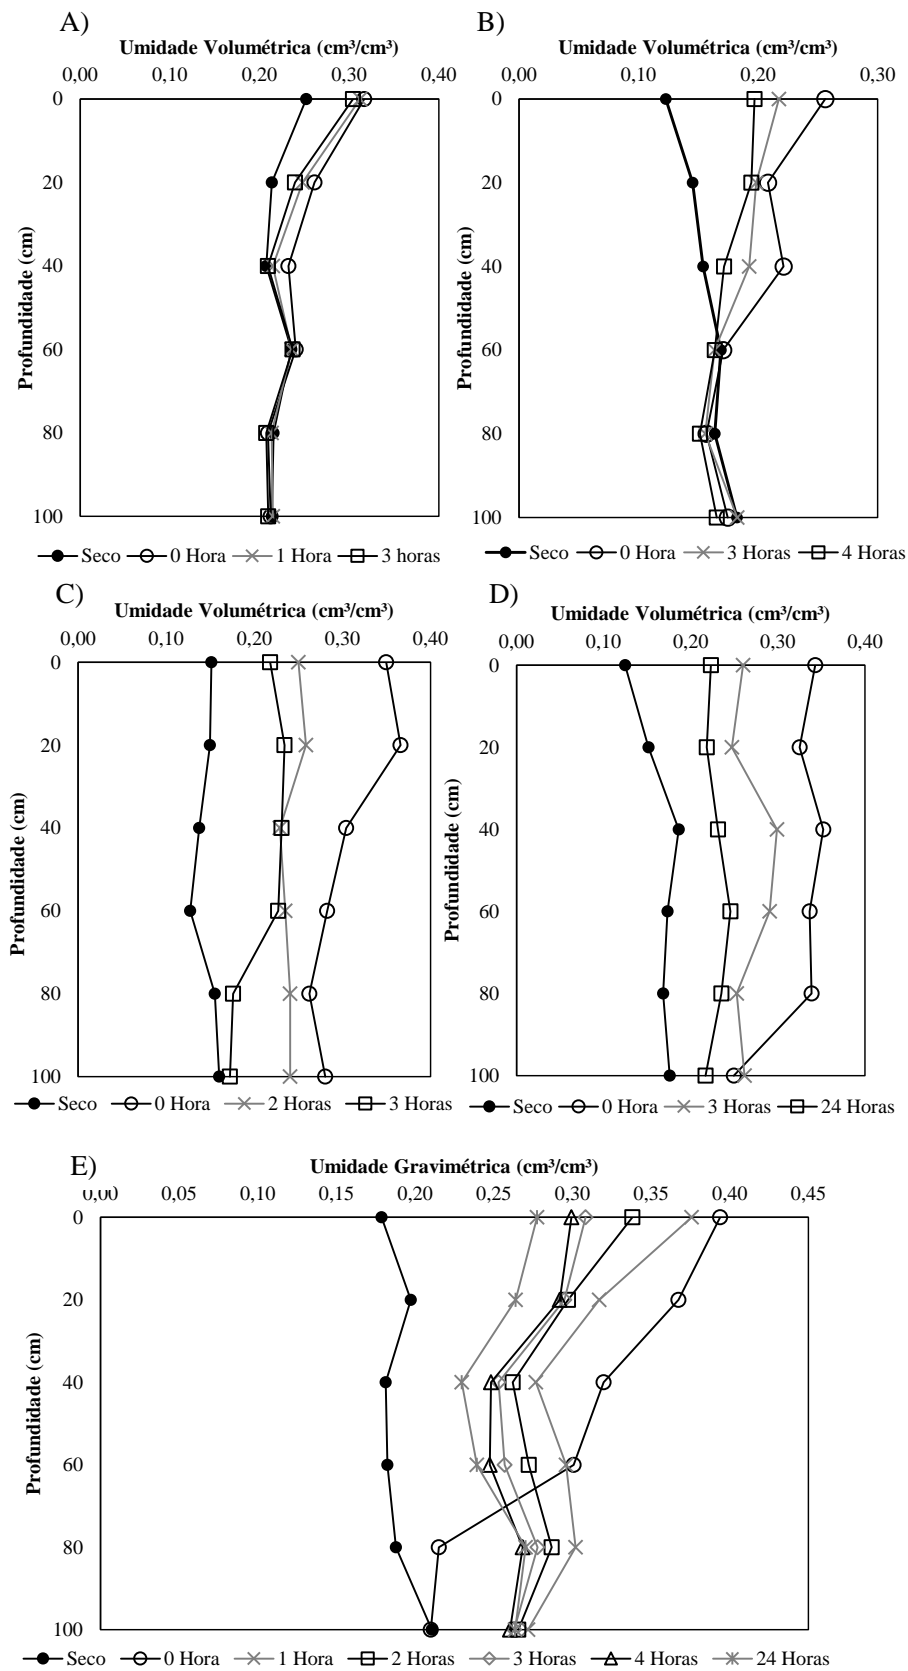 A)
Umidade Volumétrica (cm³/cm³)
0,00 0,10 0,20 0,30 0,40
0
20
40
60
80
100
Profundidade (cm)
Seco 0 Hora 1 Hora 3 horas
B)
Umidade Volumétrica (cm³/cm³)
0,00 0,10 0,20 0,30
0
20
40
60
80
100
Profundidade (cm)
Seco 0 Hora 3 Horas 4 Horas
C)
Umidade Volumétrica (cm³/cm³)
0,00 0,10 0,20 0,30 0,40
0
20
40
60
80
100
Profundidade (cm)
Seco 0 Hora 2 Horas 3 Horas
D)
Umidade Volumétrica (cm³/cm³)
0,00 0,10 0,20 0,30 0,40
0
20
40
60
80
100
Profundidade (cm)
Seco 0 Hora 3 Horas 24 Horas
E)
Umidade Gravimétrica (cm³/cm³)
0,00 0,05 0,10 0,15 0,20 0,25 0,30 0,35 0,40 0,45
0
20
40
60
80
100
Profundidade (cm)
Seco 0 Hora 1 Hora 2 Horas 3 Horas 4 Horas 24 Horas